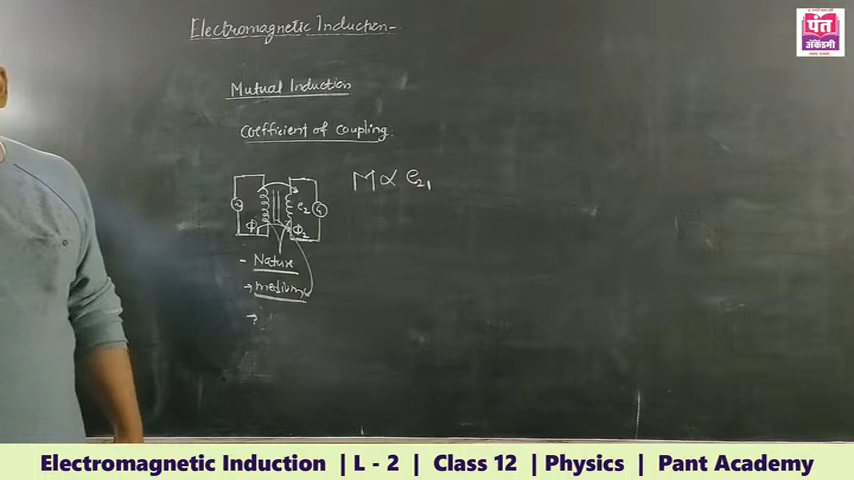 Electromagnetic Induction-
Mutual Induction
Coefficient of coupling.
M ∝ e₂₁
e₂
G
Φ₁ Φ₂
- Nature
→ medium
→
पंत
अ‍ॅकॅडमी
Electromagnetic Induction | L - 2 | Class 12 | Physics | Pant Academy